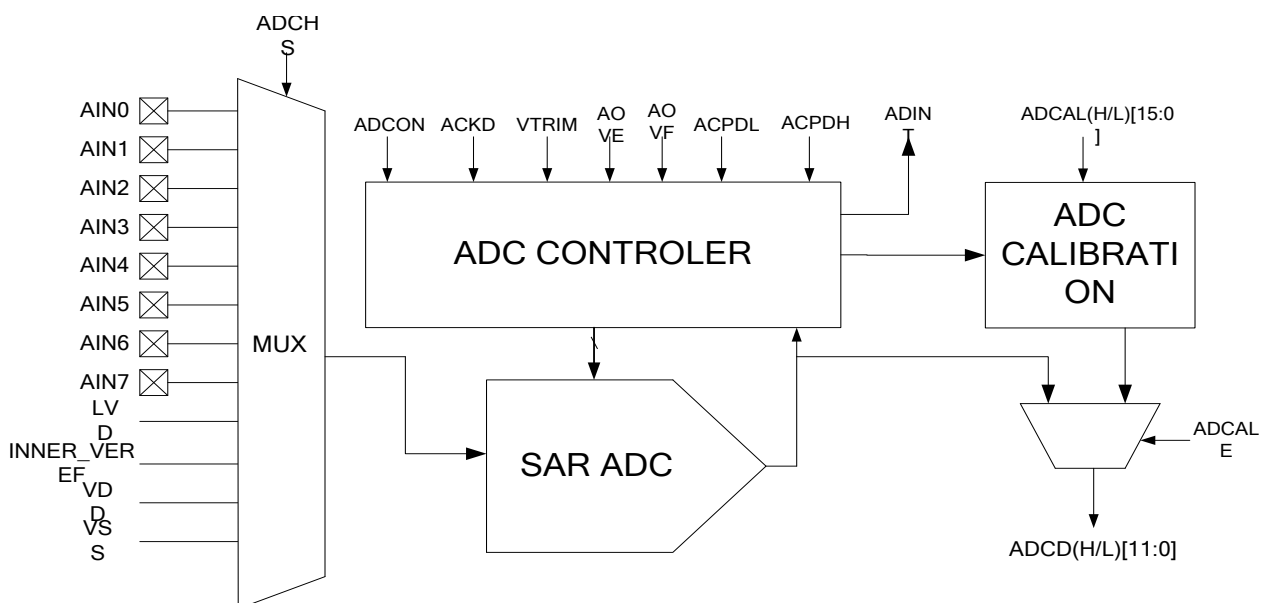 ADCH
S
AIN0
AIN1
AIN2
AIN3
AIN4
AIN5
AIN6
AIN7
LV
D
INNER_VER
EF
VD
D
VS
S
MUX
ADCON
ACKD
VTRIM
AO
VE
AO
VF
ACPDL
ACPDH
ADIN
T
ADCAL(H/L)[15:0
]
ADC CONTROLER
ADC
CALIBRATI
ON
SAR ADC
ADCAL
E
ADCD(H/L)[11:0]